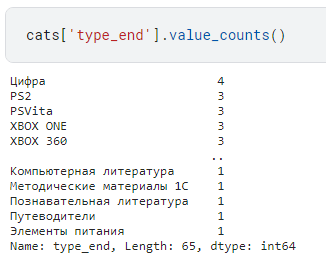 cats['type_end'].value_counts()
Цифра 4
PS2 3
PSVita 3
XBOX ONE 3
XBOX 360 3
..
Компьютерная литература 1
Методические материалы 1С 1
Познавательная литература 1
Путеводители 1
Элементы питания 1
Name: type_end, Length: 65, dtype: int64